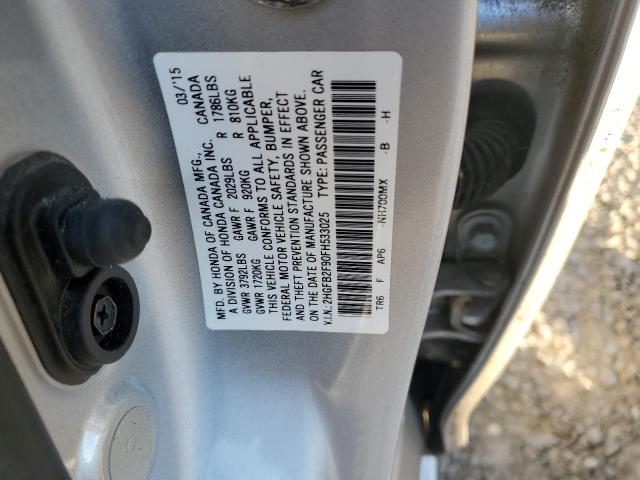 MFD. BY HONDA OF CANADA MFG., 03/'15
A DIVISION OF HONDA CANADA INC. CANADA
GVWR 3792LBS GAWR F 2029LBS R 1786LBS
GVWR 1720KG GAWR F 920KG R 810KG
THIS VEHICLE CONFORMS TO ALL APPLICABLE
FEDERAL MOTOR VEHICLE SAFETY, BUMPER,
AND THEFT PREVENTION STANDARDS IN EFFECT
ON THE DATE OF MANUFACTURE SHOWN ABOVE.
V.I.N.: 2HGFB2F90FH533025 TYPE: PASSENGER CAR
TR6 F AP6 -NH700MX -B -H